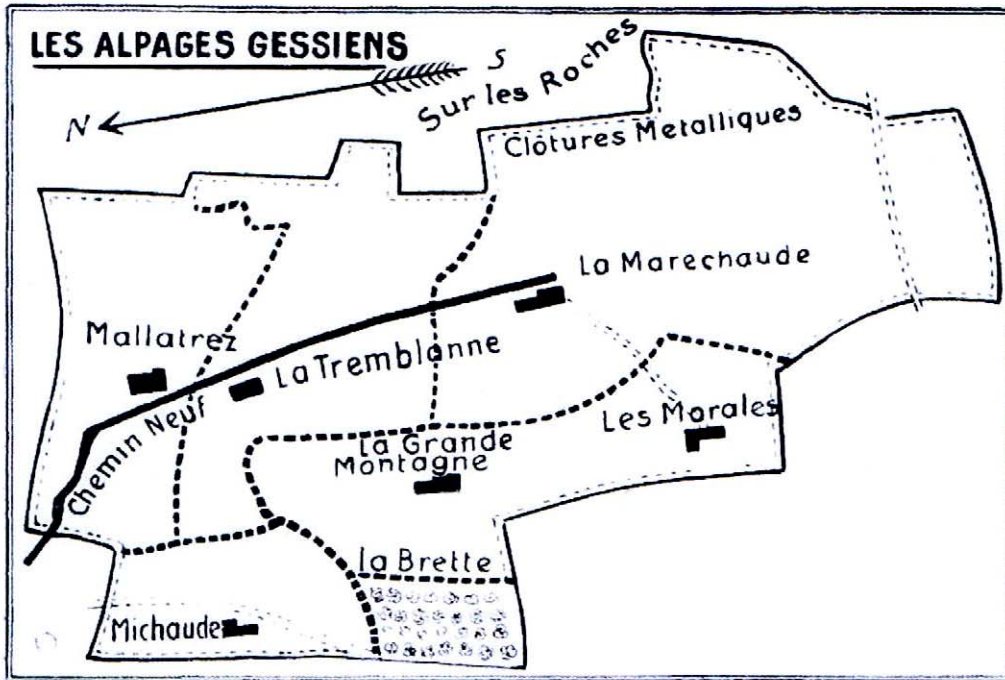 LES ALPAGES GESSIENS
S
N
Sur les Roches
Clôtures Metalliques
La Marechaude
Mallatrez
La Tremblanne
Chemin Neuf
Les Morales
La Grande
Montagne
la Brette
Michaude